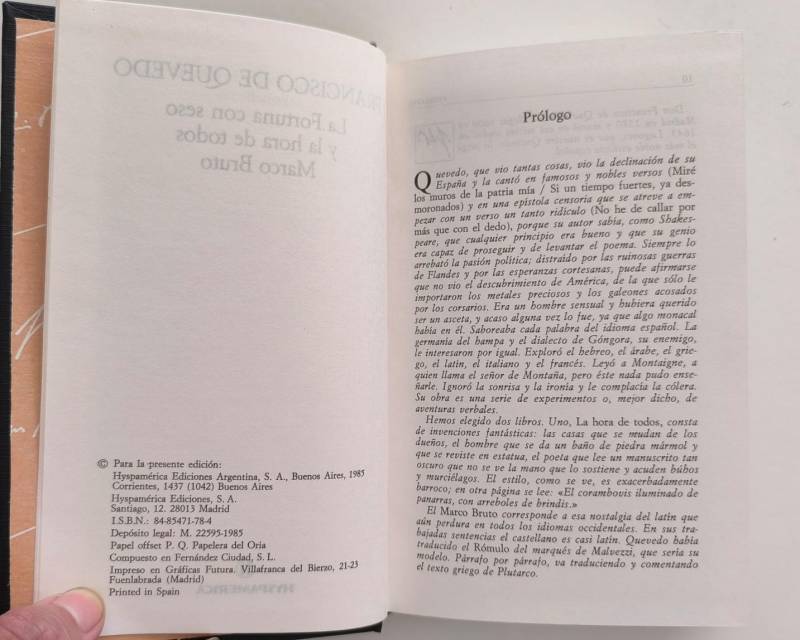 FRANCISCO DE QUEVEDO
La Fortuna con seso
y la hora de todos
Marco Bruto
© Para la presente edición:
Hyspamérica Ediciones Argentina, S. A., Buenos Aires, 1985
Corrientes, 1437 (1042) Buenos Aires
Hyspamérica Ediciones, S. A.
Santiago, 12. 28013 Madrid
I.S.B.N.: 84-85471-78-4
Depósito legal: M. 22595-1985
Papel offset P. Q. Papelera del Oria
Compuesto en Fernández Ciudad, S. L.
Impreso en Gráficas Futura. Villafranca del Bierzo, 21-23
Fuenlabrada (Madrid)
Printed in Spain
HYSPAMERICA
10
Prólogo
Quevedo, que vio tantas cosas, vio la declinación de su
España y la cantó en famosos y nobles versos (Miré
los muros de la patria mía / Si un tiempo fuertes, ya des-
moronados) y en una epístola censoria que se atreve a em-
pezar con un verso un tanto ridículo (No he de callar por
más que con el dedo), porque su autor sabía, como Shakes-
peare, que cualquier principio era bueno y que su genio
era capaz de proseguir y de levantar el poema. Siempre lo
arrebató la pasión política; distraído por las ruinosas guerras
de Flandes y por las esperanzas cortesanas, puede afirmarse
que no vio el descubrimiento de América, de la que sólo le
importaron los metales preciosos y los galeones acosados
por los corsarios. Era un hombre sensual y hubiera querido
ser un asceta, y acaso alguna vez lo fue, ya que algo monacal
había en él. Saboreaba cada palabra del idioma español. La
germanía del hampa y el dialecto de Góngora, su enemigo,
le interesaron por igual. Exploró el hebreo, el árabe, el grie-
go, el latín, el italiano y el francés. Leyó a Montaigne, a
quien llama el señor de Montaña, pero éste nada pudo ense-
ñarle. Ignoró la sonrisa y la ironía y le complacía la cólera.
Su obra es una serie de experimentos o, mejor dicho, de
aventuras verbales.
Hemos elegido dos libros. Uno, La hora de todos, consta
de invenciones fantásticas: las casas que se mudan de los
dueños, el hombre que se da un baño de piedra mármol y
que se reviste en estatua, el poeta que lee un manuscrito tan
oscuro que no se ve la mano que lo sostiene y acuden búhos
y murciélagos. El estilo, como se ve, es exacerbadamente
barroco; en otra página se lee: «El corambovis iluminado de
panarras, con arreboles de brindis.»
El Marco Bruto corresponde a esa nostalgia del latín que
aún perdura en todos los idiomas occidentales. En sus tra-
bajadas sentencias el castellano es casi latín. Quevedo había
traducido el Rómulo del marqués de Malvezzi, que sería su
modelo. Párrafo por párrafo, va traduciendo y comentando
el texto griego de Plutarco.